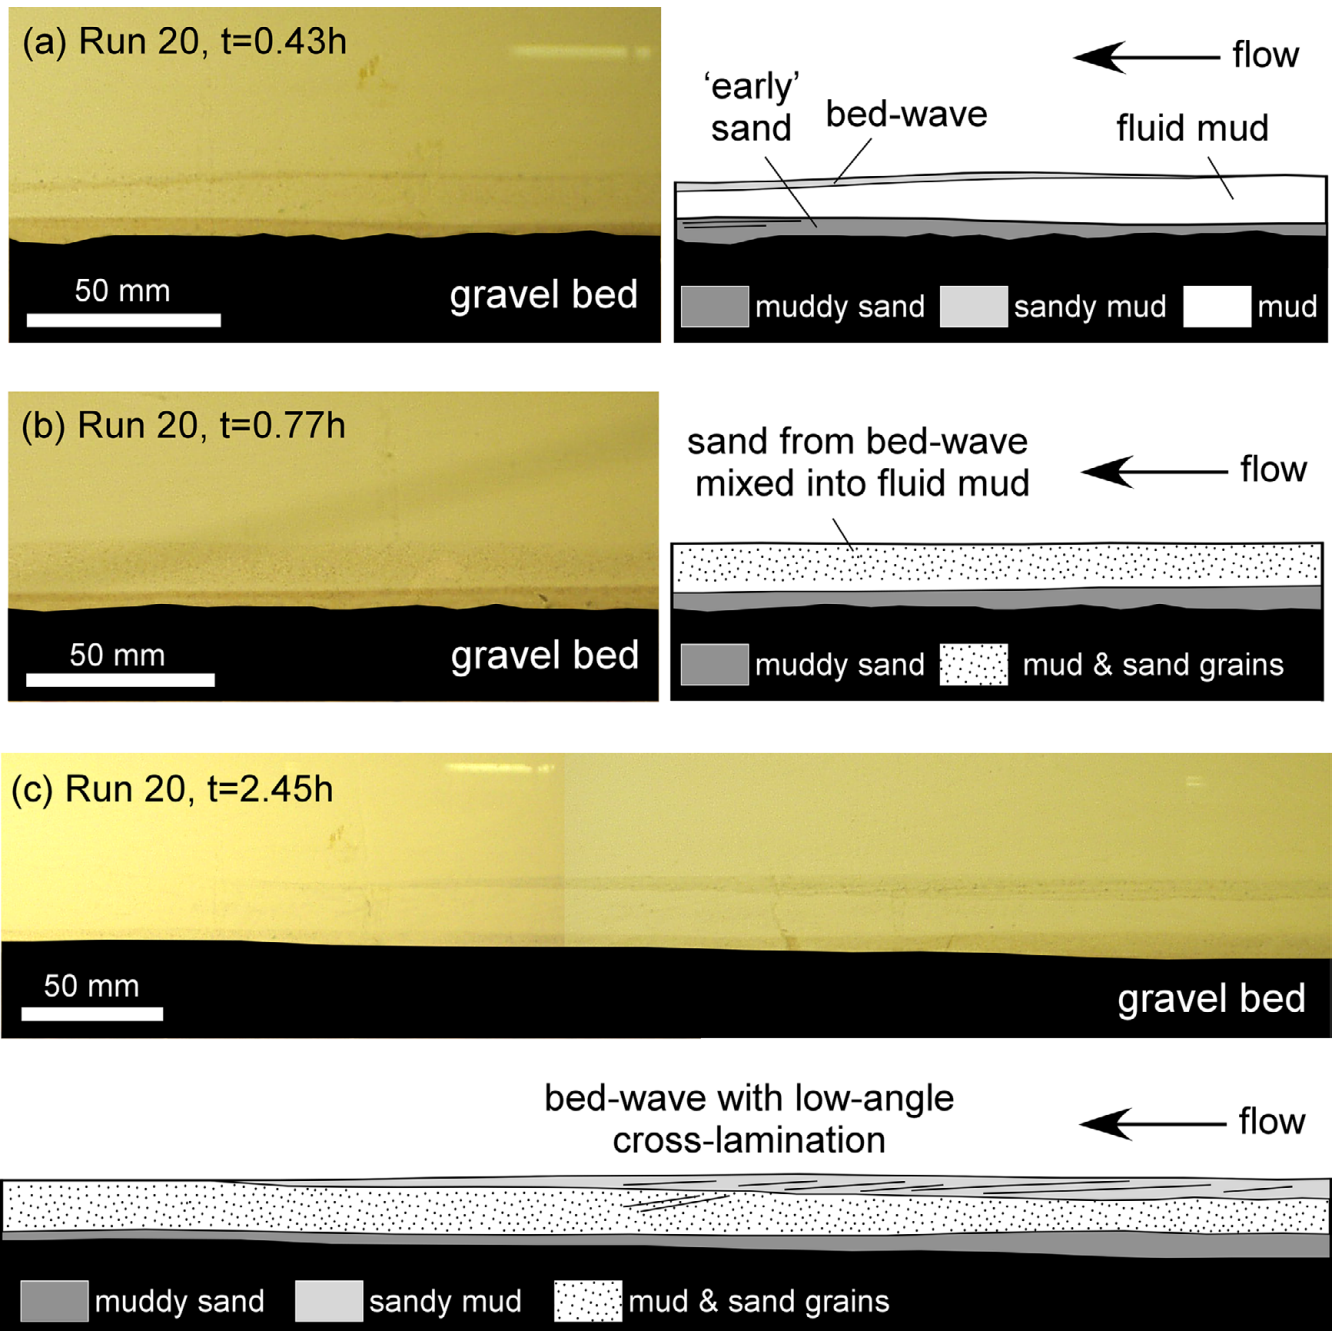 (a) Run 20, t=0.43h
flow
‘early’
sand
bed-wave
fluid mud
50 mm
gravel bed
muddy sand
sandy mud
mud
(b) Run 20, t=0.77h
sand from bed-wave
mixed into fluid mud
flow
50 mm
gravel bed
muddy sand
mud & sand grains
(c) Run 20, t=2.45h
50 mm
gravel bed
bed-wave with low-angle
cross-lamination
flow
muddy sand
sandy mud
mud & sand grains